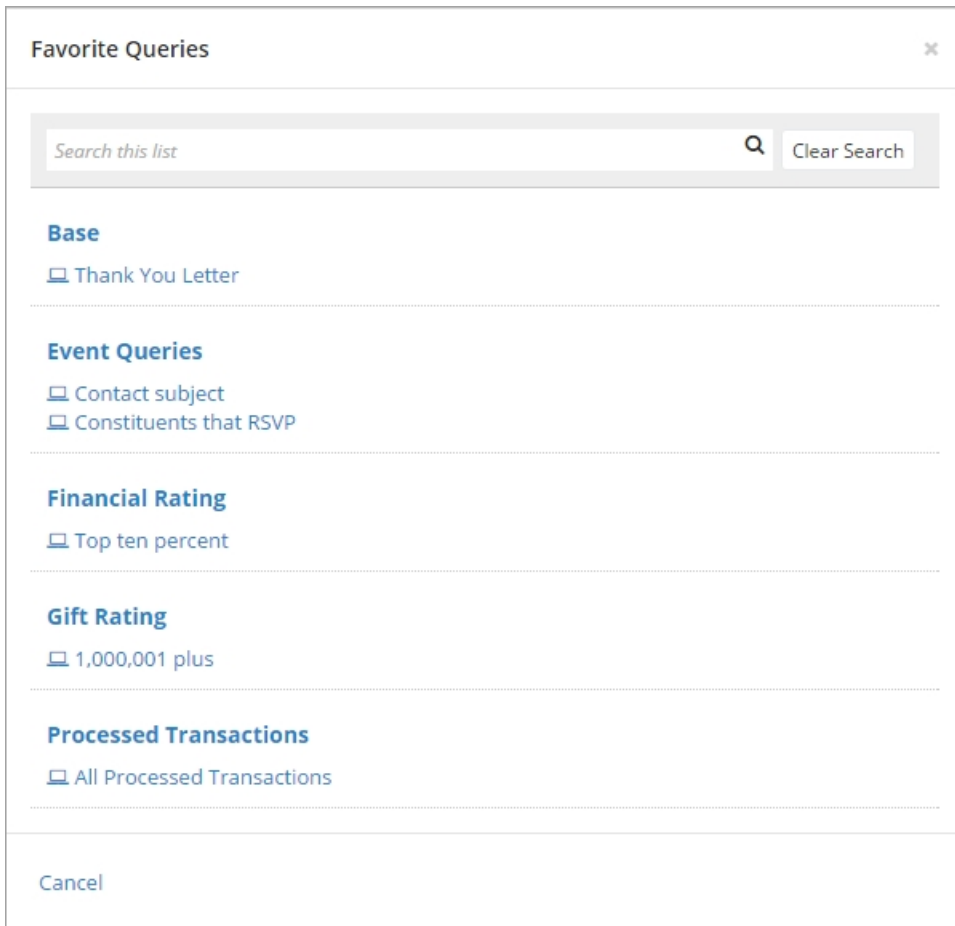 Favorite Queries ×
Search this list Clear Search
Base
Thank You Letter
Event Queries
Contact subject
Constituents that RSVP
Financial Rating
Top ten percent
Gift Rating
1,000,001 plus
Processed Transactions
All Processed Transactions
Cancel